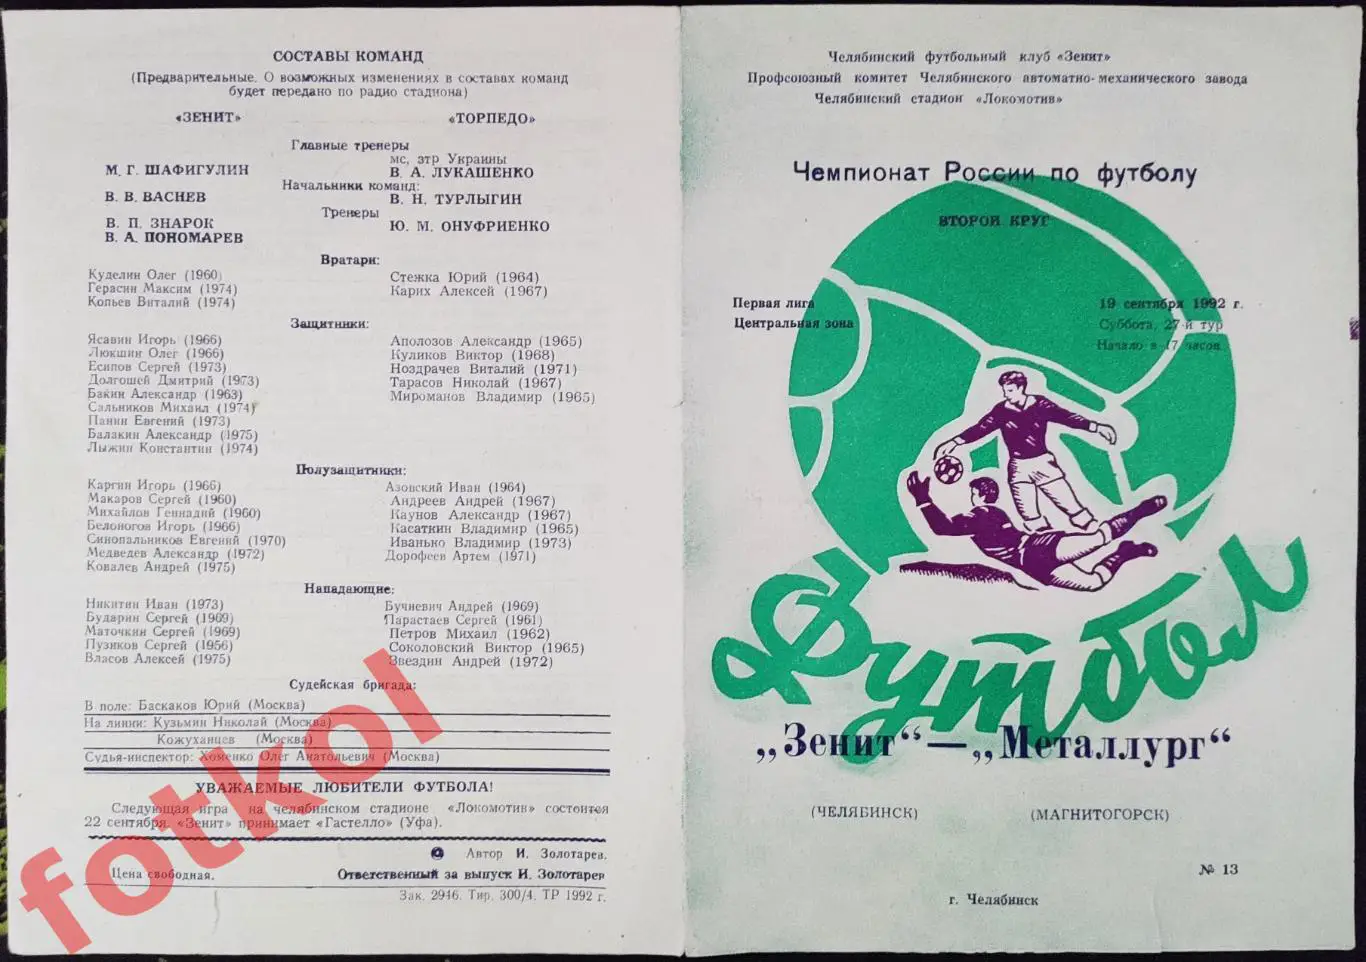 СОСТАВЫ КОМАНД
(Предварительные. О возможных изменениях в составах команд
будет передано по радио стадиона)
«ЗЕНИТ» «ТОРПЕДО»
Главные тренеры
М. Г. ШАФИГУЛИН
мс, зтр Украины
В. А. ЛУКАШЕНКО
Начальники команд:
В. В. ВАСНЕВ В. Н. ТУРЛЫГИН
Тренеры
В. П. ЗНАРОК Ю. М. ОНУФРИЕНКО
В. А. ПОНОМАРЕВ
Вратари:
Куделин Олег (1960) Стежка Юрий (1964)
Герасин Максим (1974) Карих Алексей (1967)
Копьев Виталий (1974)
Защитники:
Ясавин Игорь (1966) Аполозов Александр (1965)
Люкшин Олег (1966) Куликов Виктор (1968)
Есипов Сергей (1973) Ноздрачев Виталий (1971)
Долгошей Дмитрий (1973) Тарасов Николай (1967)
Бакин Александр (1963) Мироманов Владимир (1965)
Сальников Михаил (1974)
Панин Евгений (1973)
Балакин Александр (1975)
Лыжин Константин (1974)
Полузащитники:
Каргин Игорь (1966) Азовский Иван (1964)
Макаров Сергей (1960) Андреев Андрей (1967)
Михайлов Геннадий (1960) Каунов Александр (1967)
Белоногов Игорь (1966) Касаткин Владимир (1965)
Синопальников Евгений (1970) Иванько Владимир (1973)
Медведев Александр (1972) Дорофеев Артем (1971)
Ковалев Андрей (1975)
Нападающие:
Никитин Иван (1973) Бучневич Андрей (1969)
Бударин Сергей (1969) Парастаев Сергей (1961)
Маточкин Сергей (1969) Петров Михаил (1962)
Пузиков Сергей (1956) Соколовский Виктор (1965)
Власов Алексей (1975) Звездин Андрей (1972)
Судейская бригада:
В поле: Баскаков Юрий (Москва)
На линии: Кузьмин Николай (Москва)
Кожуханцев (Москва)
Судья-инспектор: Хоменко Олег Анатольевич (Москва)
УВАЖАЕМЫЕ ЛЮБИТЕЛИ ФУТБОЛА!
Следующая игра на челябинском стадионе «Локомотив» состоится
22 сентября. «Зенит» принимает «Гастелло» (Уфа).
Автор И. Золотарев.
Цена свободная. Ответственный за выпуск И. Золотарев
Зак. 2946. Тир. 300/4. ТР 1992 г.
Челябинский футбольный клуб «Зенит»
Профсоюзный комитет Челябинского автоматно-механического завода
Челябинский стадион «Локомотив»
Чемпионат России по футболу
ВТОРОЙ КРУГ
Первая лига 19 сентября 1992 г.
Центральная зона Суббота, 27-й тур
Начало в 17 часов
Футбол
„Зенит“ — „Металлург“
(ЧЕЛЯБИНСК) (МАГНИТОГОРСК)
№ 13
г. Челябинск
fotkol